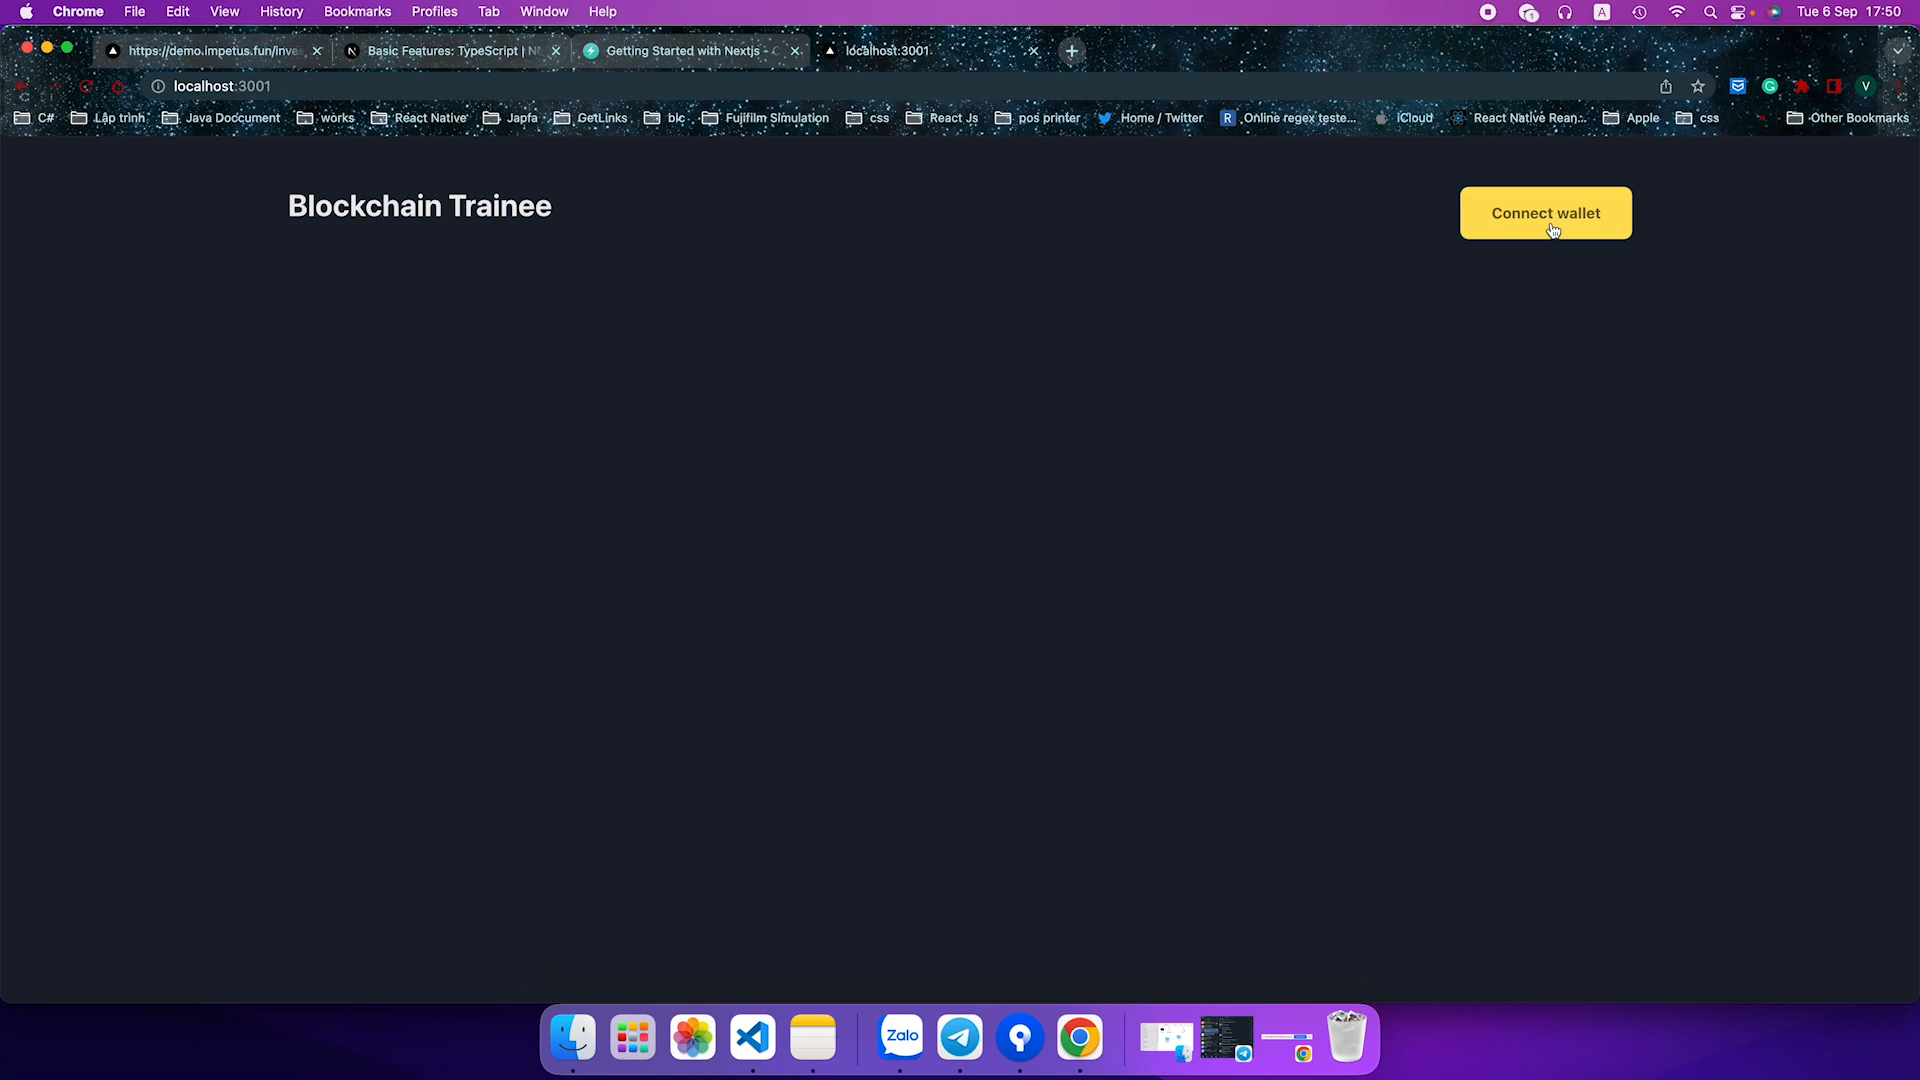 Chrome File Edit View History Bookmarks Profiles Tab Window Help 1 A Tue 6 Sep 17:50
https://demo.impetus.fun/inve N Basic Features: TypeScript | N Getting Started with Nextjs - C localhost:3001
localhost:3001 V
C# Lập trình Java Document works React Native Japfa GetLinks blc Fujifilm Simulation css React Js pos printer Home / Twitter R Online regex teste... iCloud React Native Rean... Apple css Other Bookmarks
Blockchain Trainee
Connect wallet
Zalo